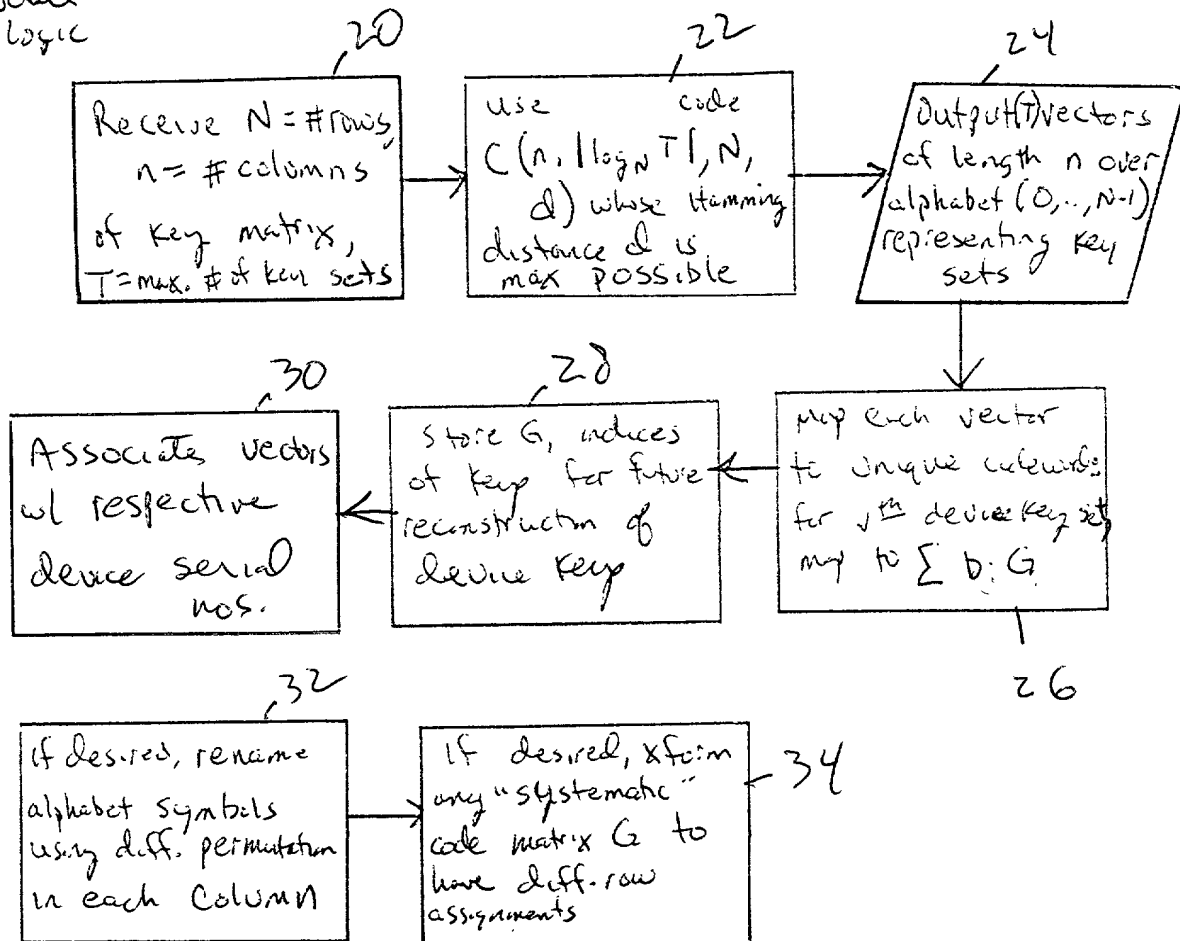 logic
20
Receive N = #rows,
n = # columns
of key matrix,
T = max. # of key sets
22
use code
C(n, ⌈log_N T⌉, N,
d) whose Hamming
distance d is
max possible
24
Output (T) vectors
of length n over
alphabet (0,..,N-1)
representing key
sets
30
Associates vectors
w/ respective
device serial
nos.
28
Store G, indices
of keys for future
reconstruction of
device keys
Map each vector
to unique codeword:
for vth device key set,
map to ∑ bi G
26
32
If desired, rename
alphabet symbols
using diff. permutation
in each column
If desired, xform
any "systematic"
code matrix G to
have diff. row
assignments
34